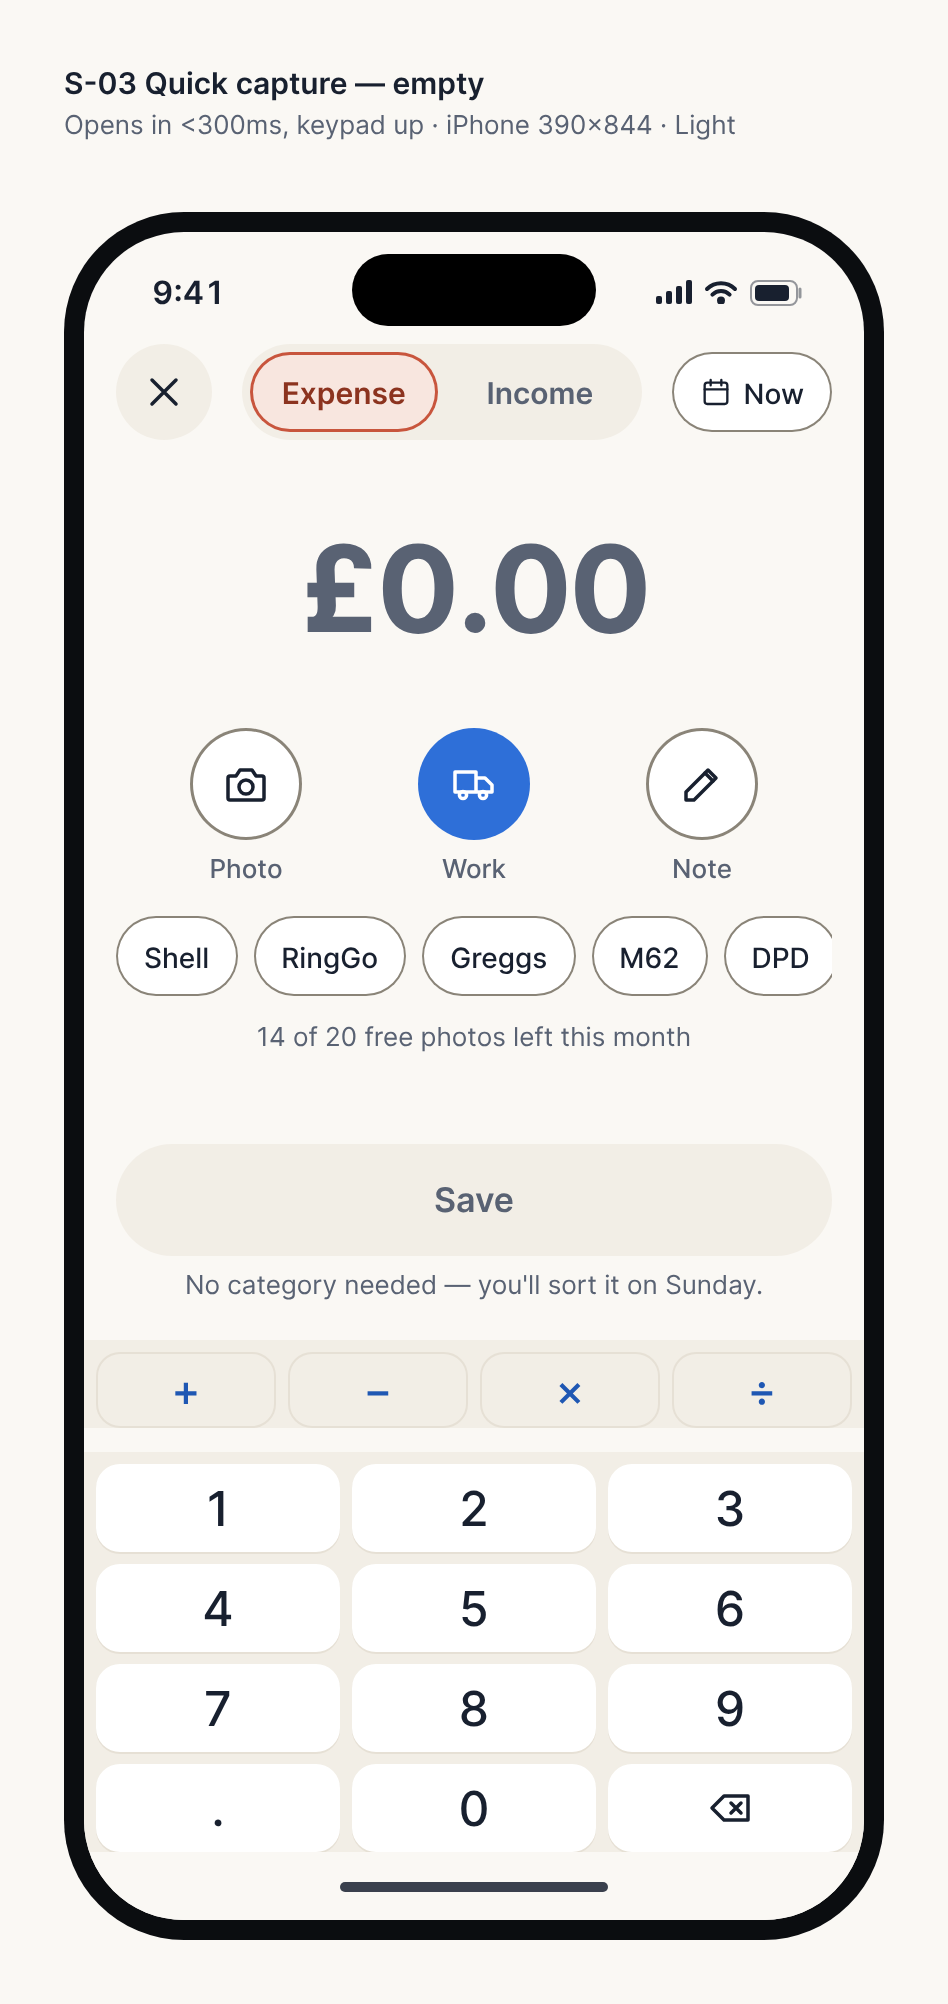 S-03 Quick capture — empty
Opens in <300ms, keypad up · iPhone 390×844 · Light
9:41
Expense Income Now
£0.00
Photo Work Note
Shell RingGo Greggs M62 DPD
14 of 20 free photos left this month
Save
No category needed — you'll sort it on Sunday.
+ − × ÷
1 2 3
4 5 6
7 8 9
. 0